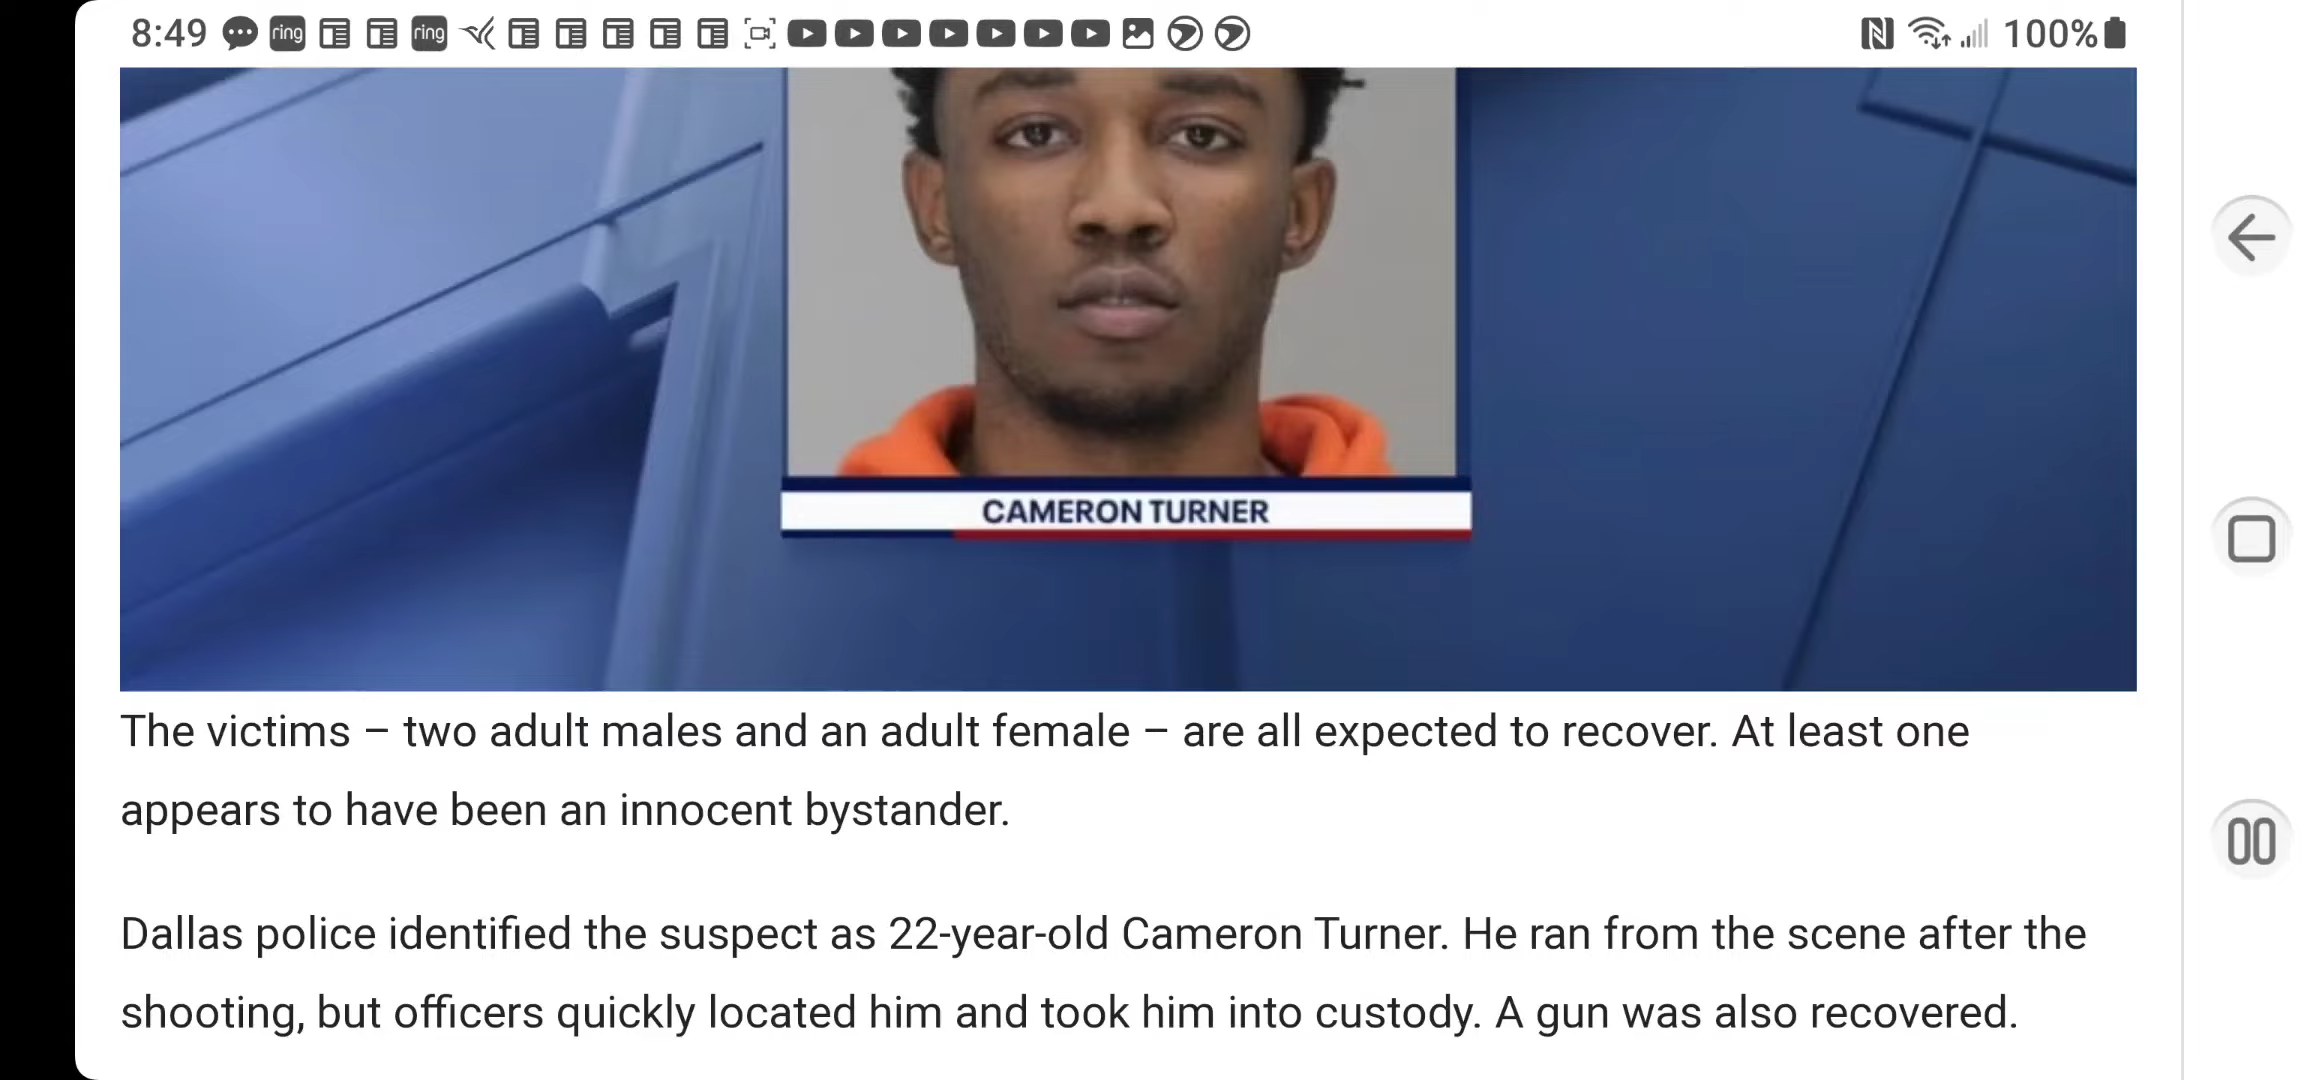 8:49 ring ring 100%
CAMERON TURNER
The victims – two adult males and an adult female – are all expected to recover. At least one
appears to have been an innocent bystander.
Dallas police identified the suspect as 22-year-old Cameron Turner. He ran from the scene after the
shooting, but officers quickly located him and took him into custody. A gun was also recovered.